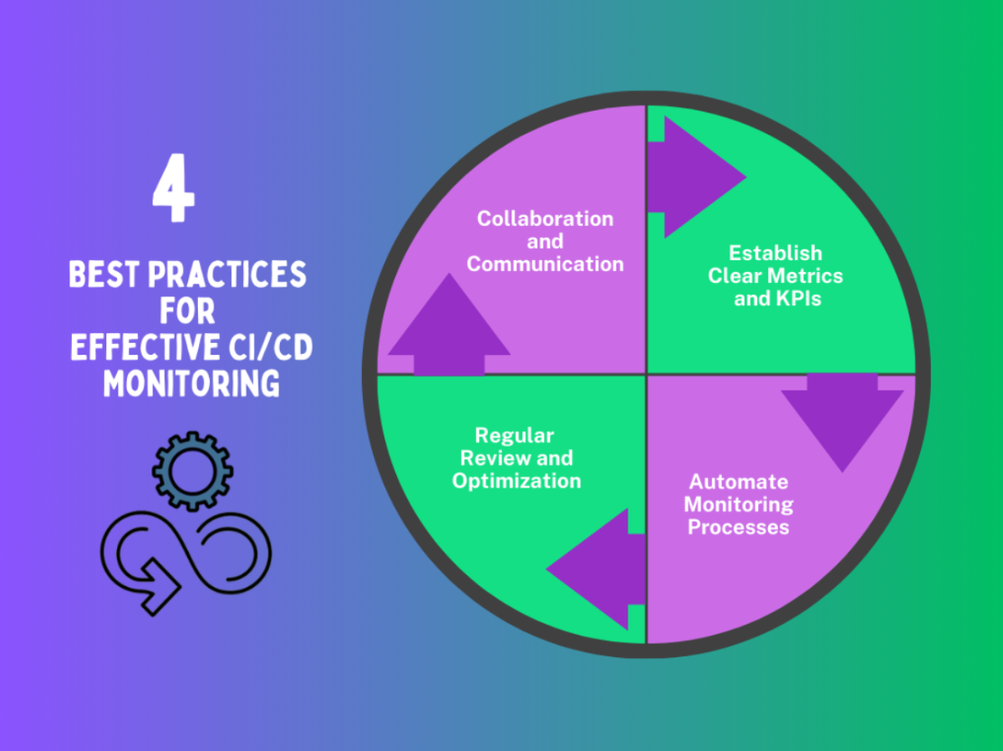 4
BEST PRACTICES
FOR
EFFECTIVE CI/CD
MONITORING
Collaboration
and
Communication
Establish
Clear Metrics
and KPIs
Automate
Monitoring
Processes
Regular
Review and
Optimization